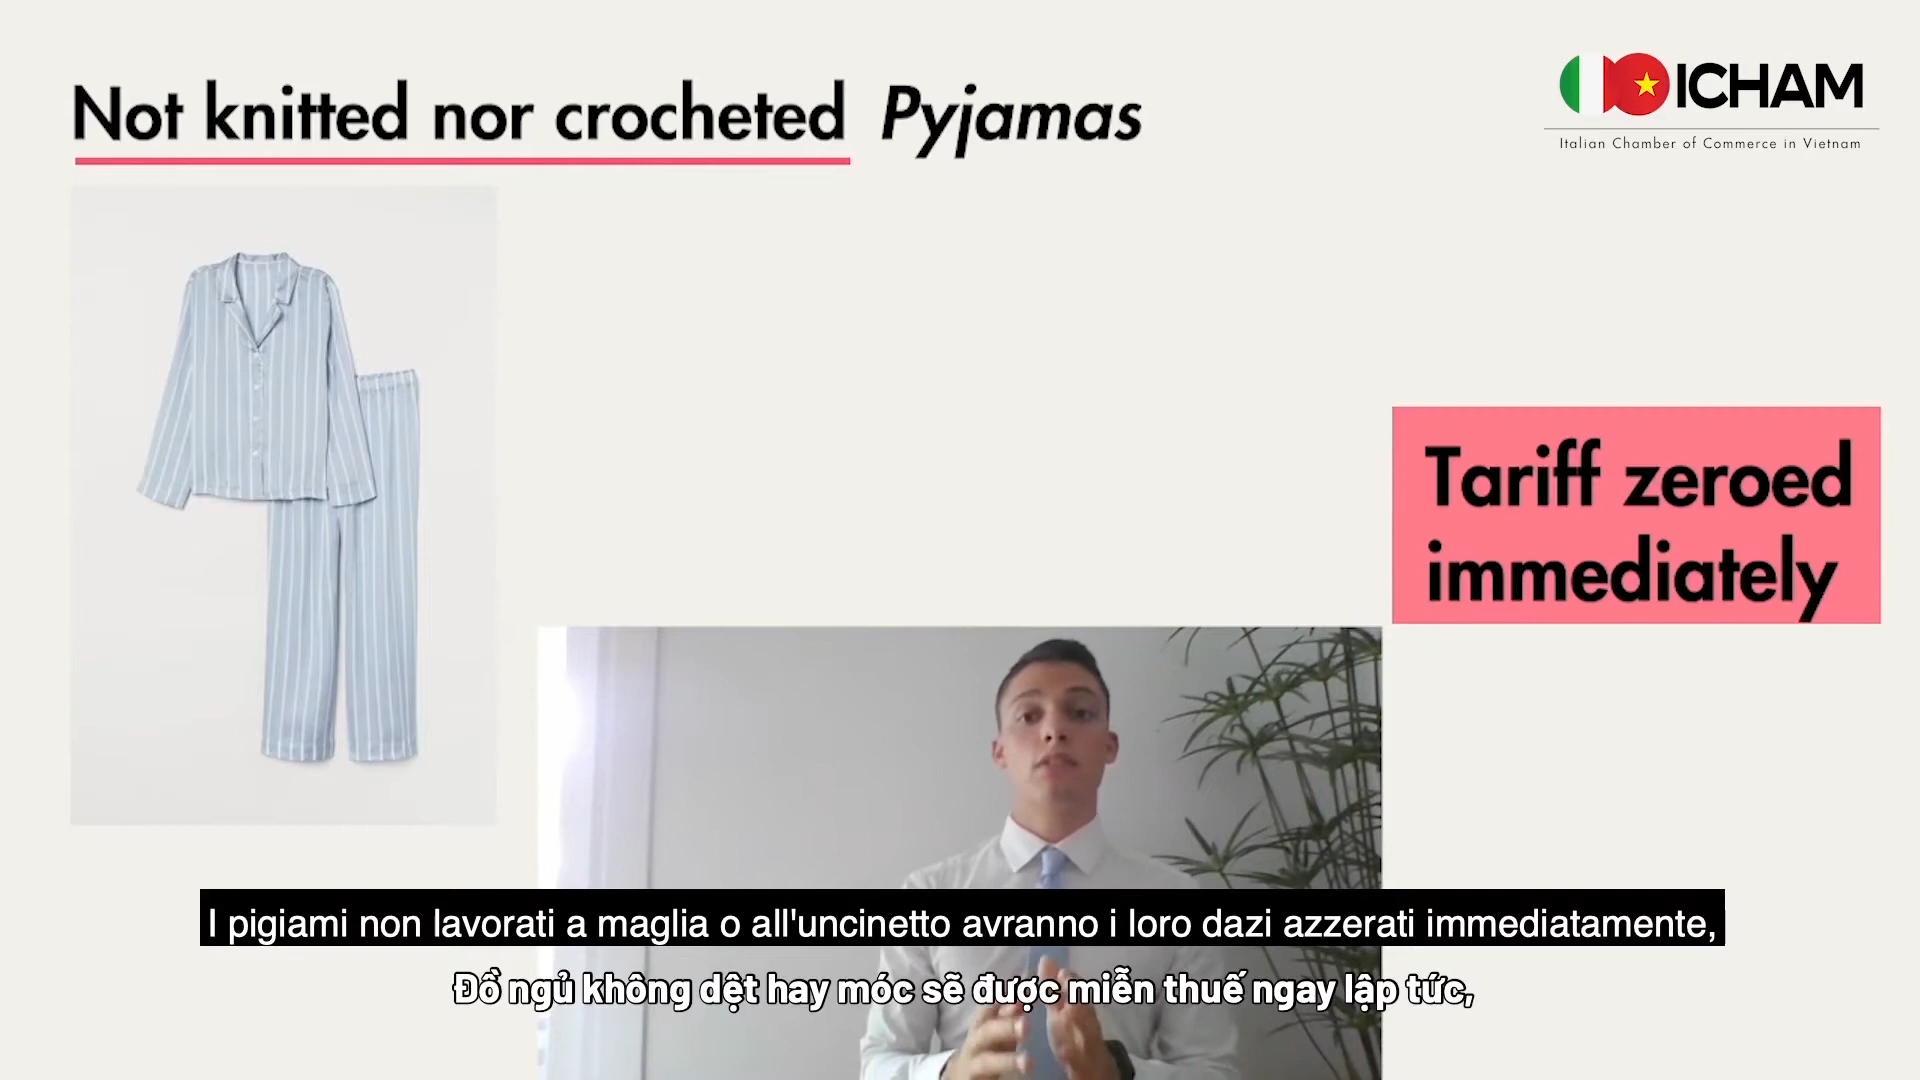 Not knitted nor crocheted Pyjamas
ICHAM
Italian Chamber of Commerce in Vietnam
Tariff zeroed
immediately
I pigiami non lavorati a maglia o all'uncinetto avranno i loro dazi azzerati immediatamente,
Đồ ngủ không dệt hay móc sẽ được miễn thuế ngay lập tức,